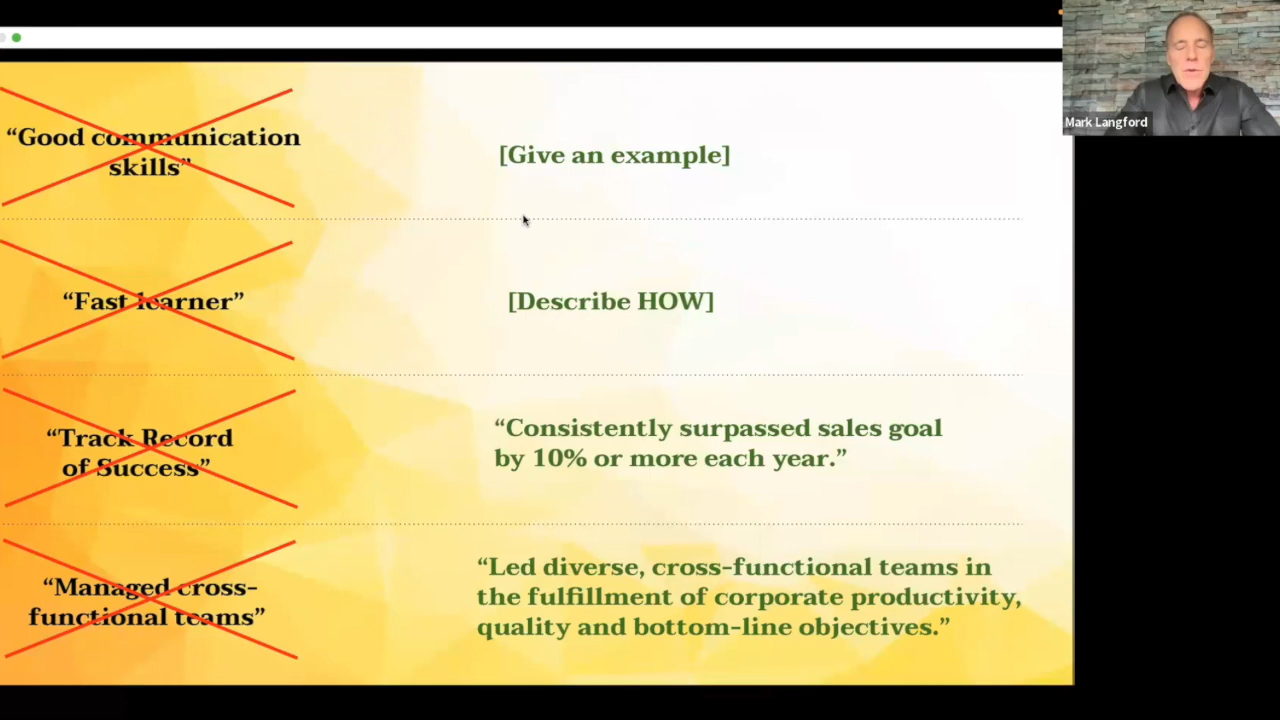 “Good communication
skills”
[Give an example]
“Fast learner”
[Describe HOW]
“Track Record
of Success”
“Consistently surpassed sales goal
by 10% or more each year.”
“Managed cross-
functional teams”
“Led diverse, cross-functional teams in
the fulfillment of corporate productivity,
quality and bottom-line objectives.”
Mark Langford